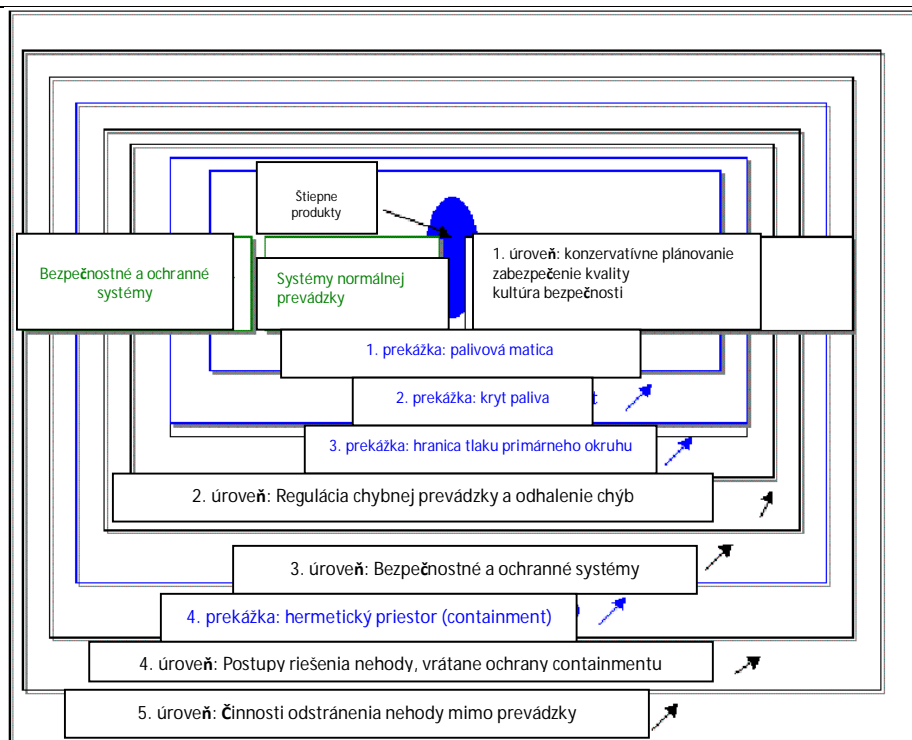 Štiepne
produkty
Bezpečnostné a ochranné
systémy
Systémy normálnej
prevádzky
1. úroveň: konzervatívne plánovanie
zabezpečenie kvality
kultúra bezpečnosti
1. prekážka: palivová matica
2. prekážka: kryt paliva
3. prekážka: hranica tlaku primárneho okruhu
2. úroveň: Regulácia chybnej prevádzky a odhalenie chýb
3. úroveň: Bezpečnostné a ochranné systémy
4. prekážka: hermetický priestor (containment)
4. úroveň: Postupy riešenia nehody, vrátane ochrany containmentu
5. úroveň: Činnosti odstránenia nehody mimo prevádzky